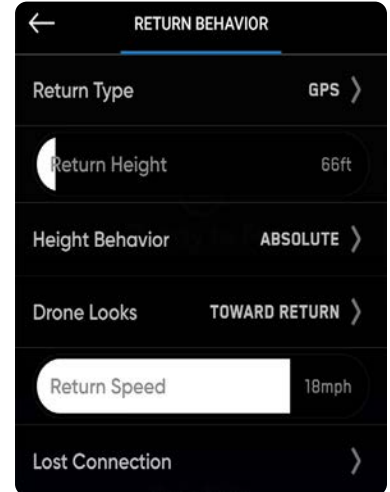 RETURN BEHAVIOR
Return Type GPS
Return Height 66ft
Height Behavior ABSOLUTE
Drone Looks TOWARD RETURN
Return Speed 18mph
Lost Connection